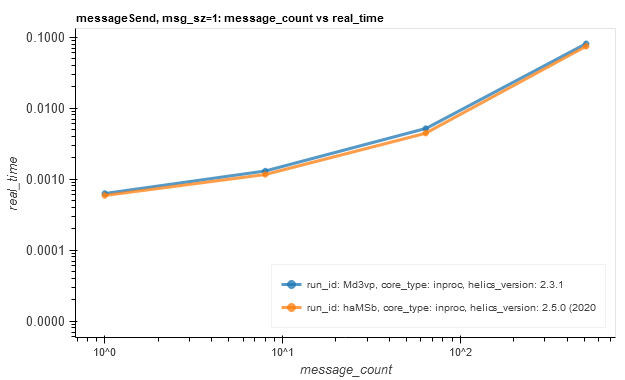 messageSend, msg_sz=1: message_count vs real_time
0.1000
0.0100
0.0010
0.0001
0.0000
real_time
run_id: Md3vp, core_type: inproc, helics_version: 2.3.1
run_id: haMSb, core_type: inproc, helics_version: 2.5.0 (2020
10^0
10^1
10^2
message_count